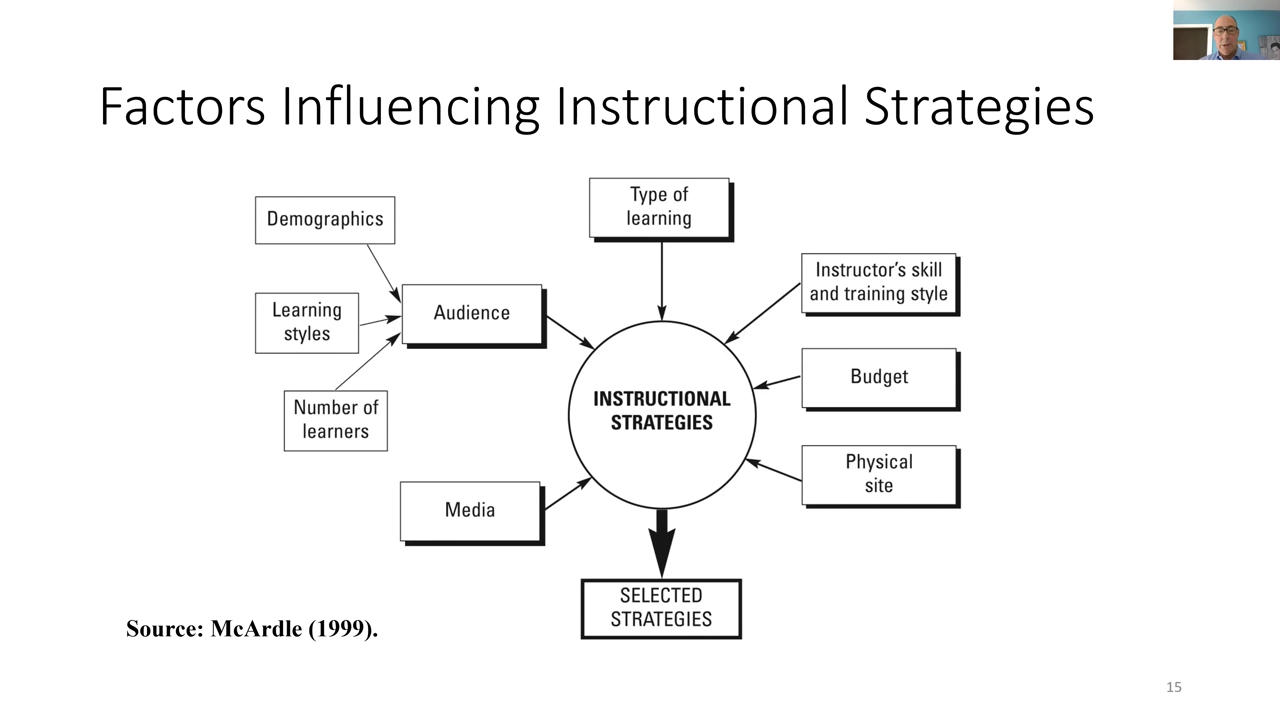 Factors Influencing Instructional Strategies
Demographics
Learning
styles
Number of
learners
Audience
Media
Type of
learning
Instructor's skill
and training style
Budget
Physical
site
INSTRUCTIONAL
STRATEGIES
SELECTED
STRATEGIES
Source: McArdle (1999).
15